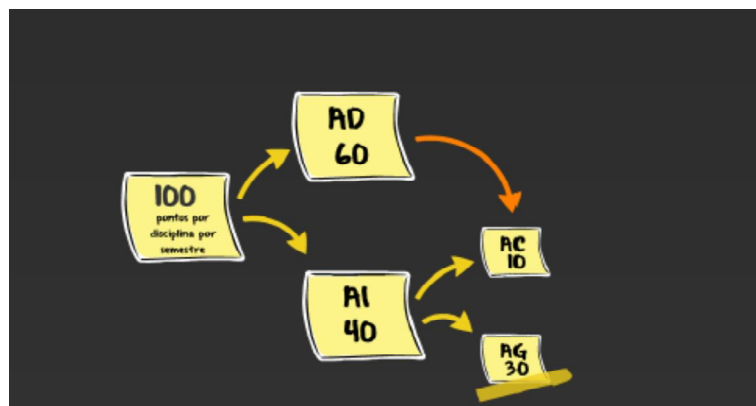 AD
60
100
pontos por
disciplina por
semestre
AC
10
AI
40
AG
30